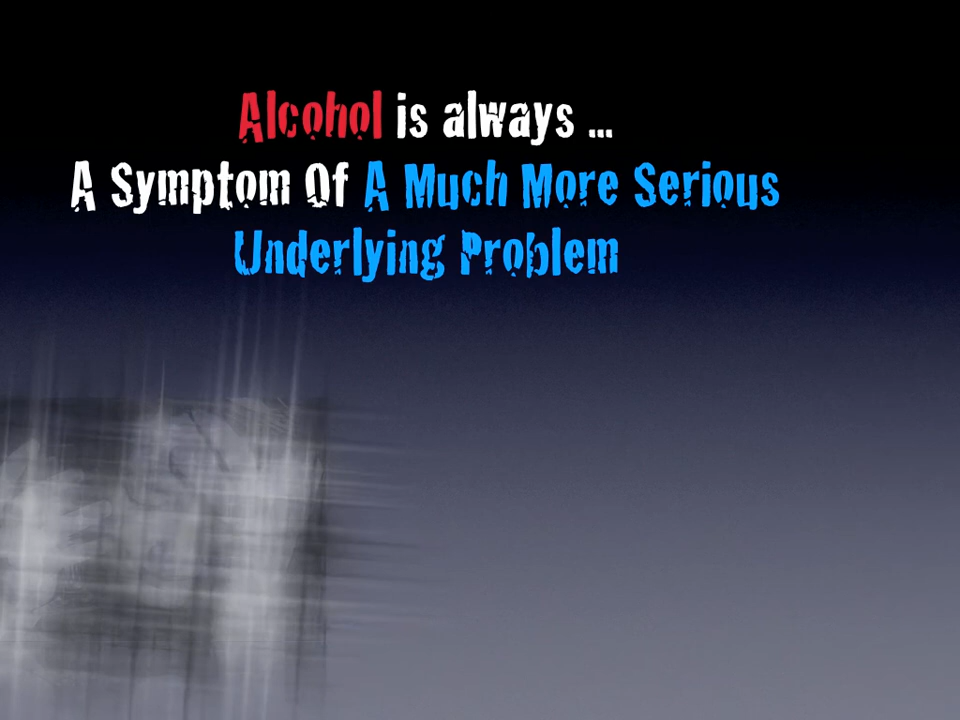 Alcohol is always ...
A Symptom Of A Much More Serious
Underlying Problem